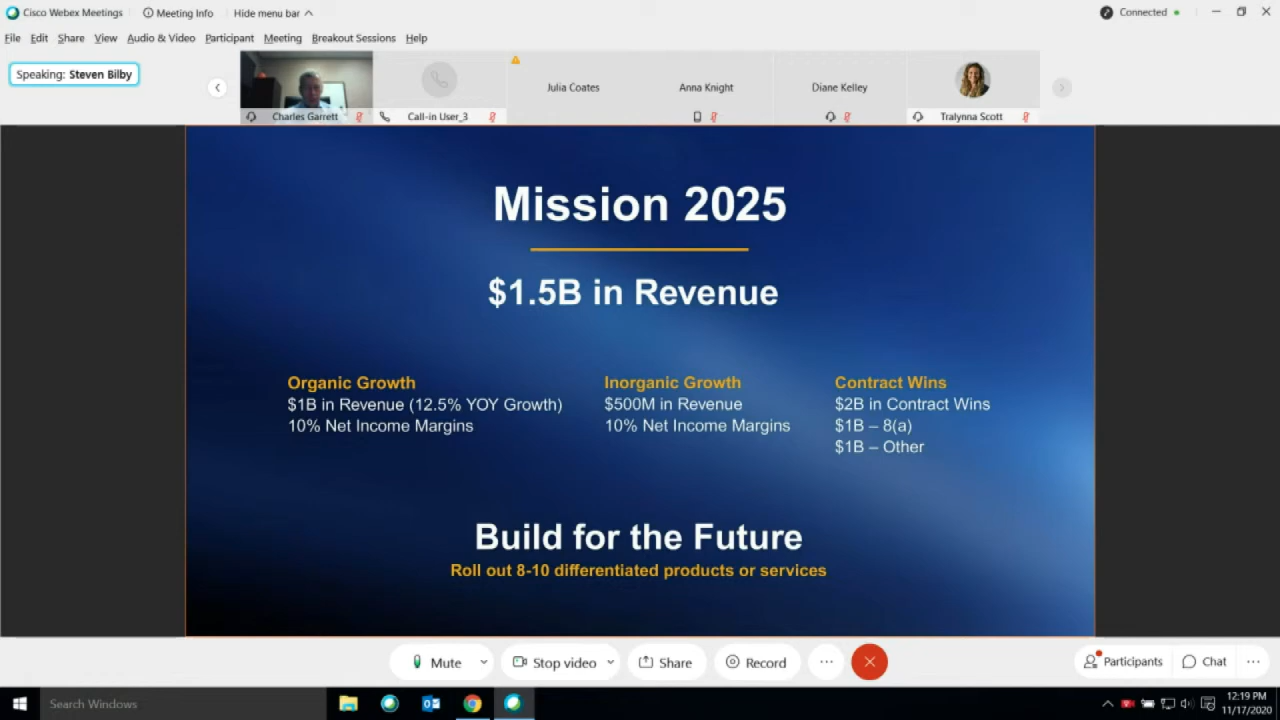 Cisco Webex Meetings
Meeting Info
Hide menu bar
Connected
File Edit Share View Audio & Video Participant Meeting Breakout Sessions Help
Speaking: Steven Bilby
Charles Garrett
Call-in User_3
Julia Coates
Anna Knight
Diane Kelley
Tralynna Scott
Mission 2025
$1.5B in Revenue
Organic Growth
$1B in Revenue (12.5% YOY Growth)
10% Net Income Margins
Inorganic Growth
$500M in Revenue
10% Net Income Margins
Contract Wins
$2B in Contract Wins
$1B – 8(a)
$1B – Other
Build for the Future
Roll out 8-10 differentiated products or services
Mute
Stop video
Share
Record
Participants
Chat
Search Windows
12:19 PM
11/17/2020